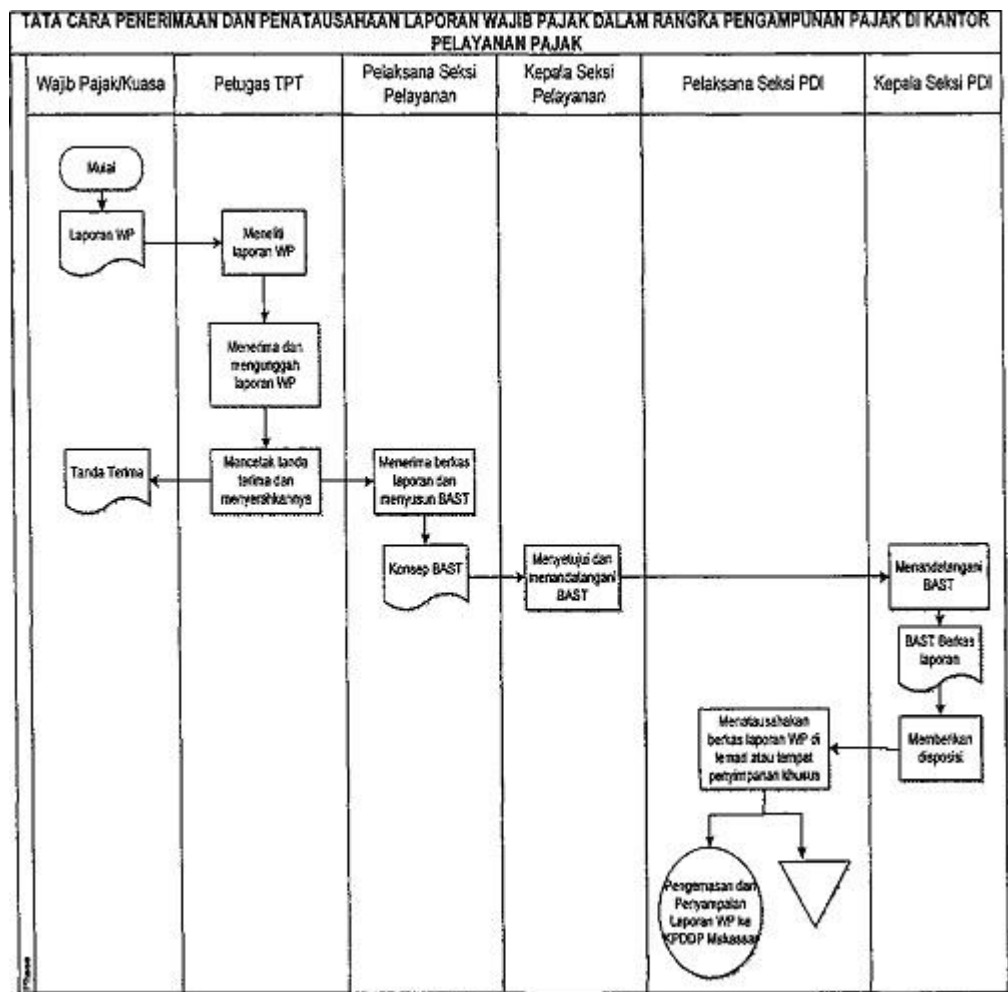 TATA CARA PENERIMAAN DAN PENATAUSAHAAN LAPORAN WAJIB PAJAK DALAM RANGKA PENGAMPUNAN PAJAK DI KANTOR
PELAYANAN PAJAK
Wajib Pajak/Kuasa
Petugas TPT
Pelaksana Seksi
Pelayanan
Kepala Seksi
Pelayanan
Pelaksana Seksi PDI
Kepala Seksi PDI
Mulai
Laporan WP
Meneliti
laporan WP
Menerima dan
mengunggah
laporan WP
Tanda Terima
Mencetak tanda
terima dan
menyerahkannya
Menerima berkas
laporan dan
menyusun BAST
Konsep BAST
Menyetujui dan
menandatangani
BAST
Menandatangani
BAST
BAST Berkas
laporan
Memberikan
disposisi
Menatausahakan
berkas laporan WP di
lemari atau tempat
penyimpanan khusus
Pengemasan dan
Penyampaian
Laporan WP ke
KPDDP Makassar
Phase